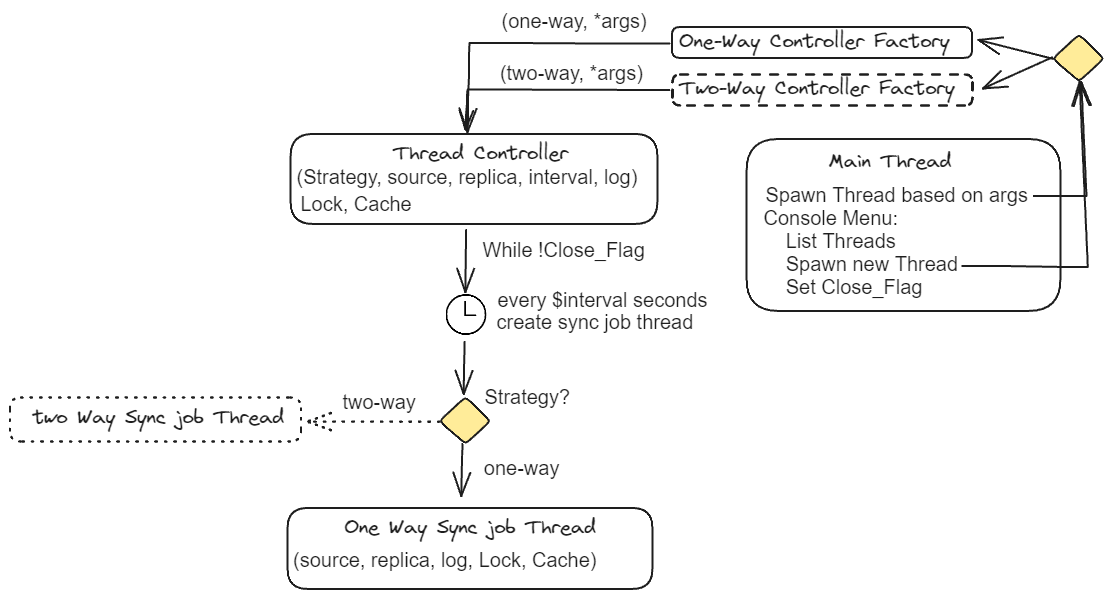 (one-way, *args)
One-Way Controller Factory
(two-way, *args)
Two-Way Controller Factory
Thread Controller
(Strategy, source, replica, interval, log)
Lock, Cache
Main Thread
Spawn Thread based on args
Console Menu:
List Threads
Spawn new Thread
Set Close_Flag
While !Close_Flag
every $interval seconds
create sync job thread
Strategy?
two-way
two Way Sync job Thread
one-way
One Way Sync job Thread
(source, replica, log, Lock, Cache)